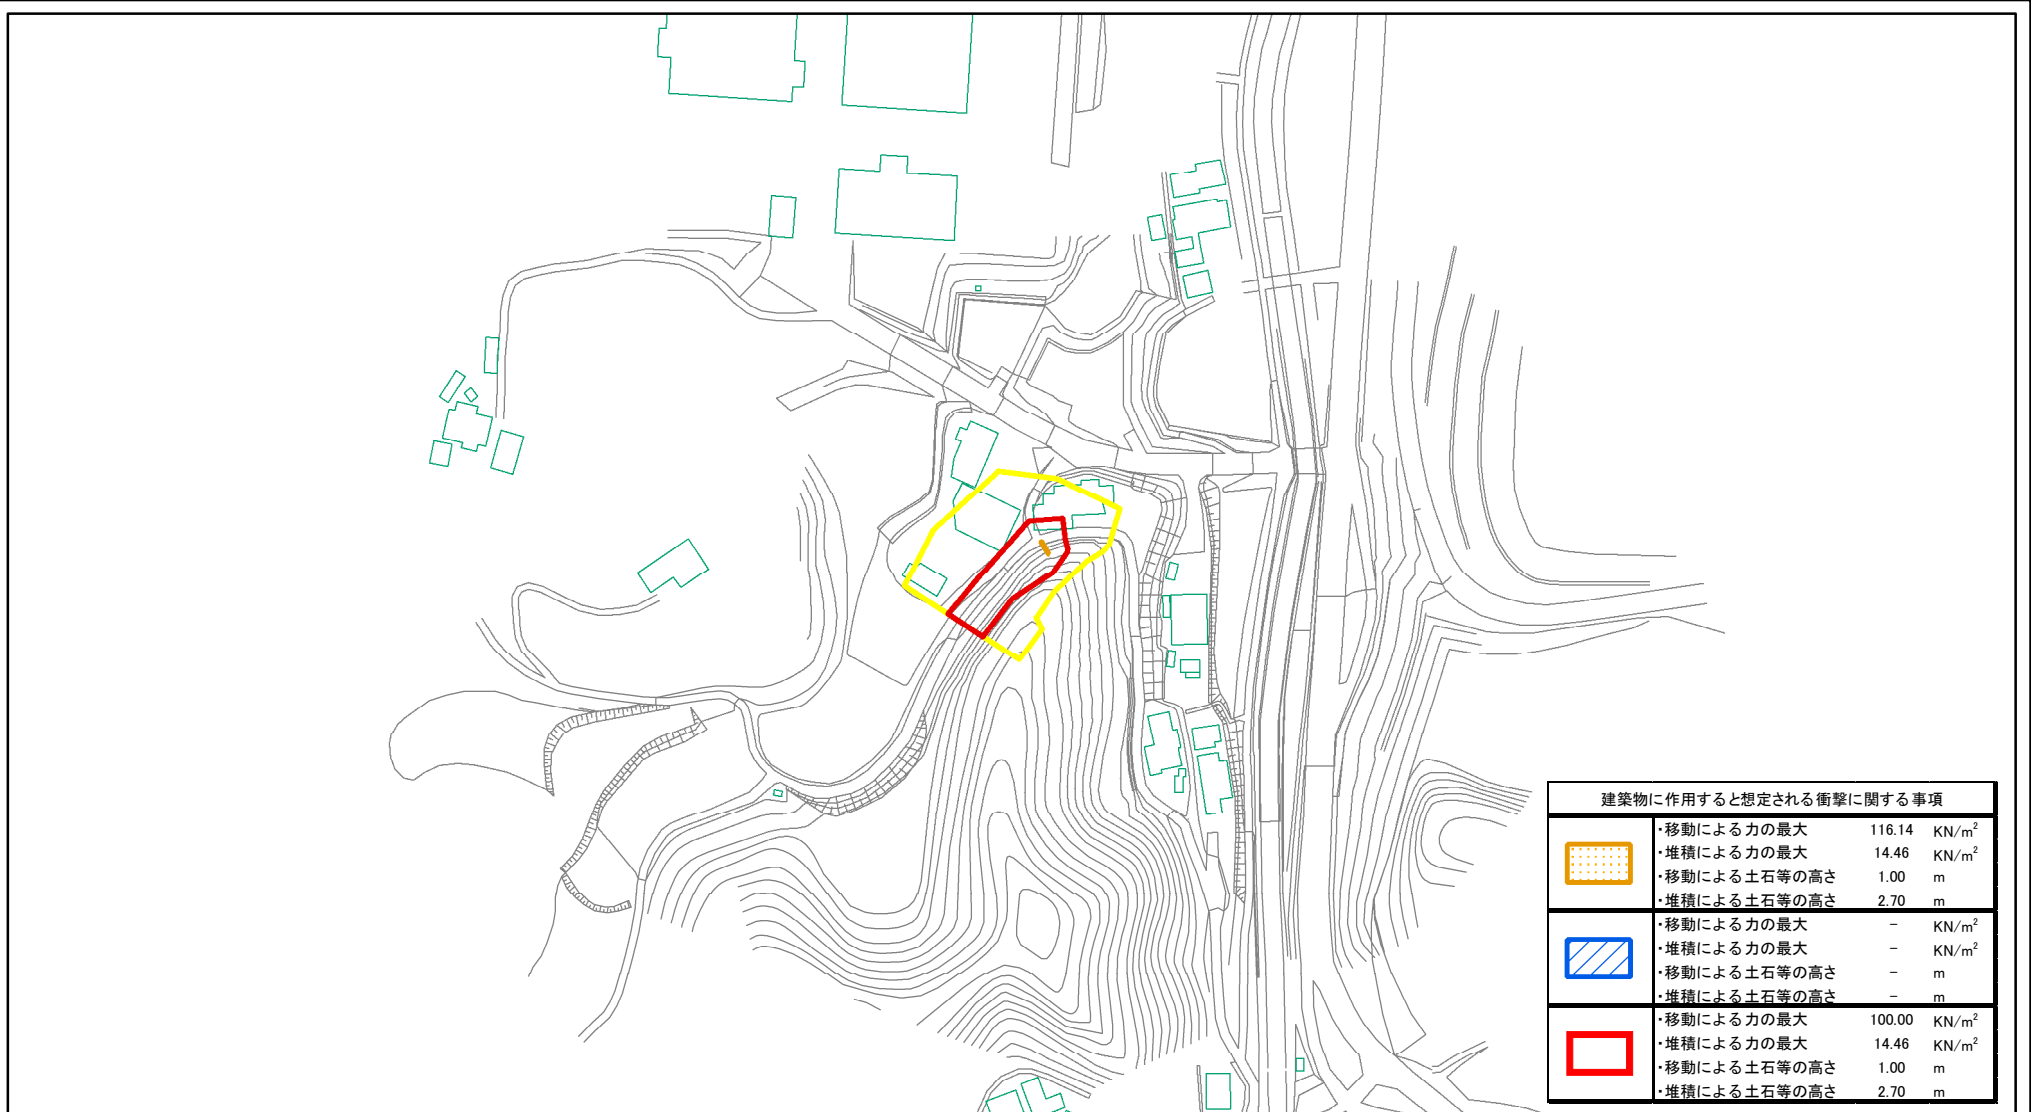 建築物に作用すると想定される衝撃に関する事項
・移動による力の最大 116.14 KN/m²
・堆積による力の最大 14.46 KN/m²
・移動による土石等の高さ 1.00 m
・堆積による土石等の高さ 2.70 m
・移動による力の最大 − KN/m²
・堆積による力の最大 − KN/m²
・移動による土石等の高さ − m
・堆積による土石等の高さ − m
・移動による力の最大 100.00 KN/m²
・堆積による力の最大 14.46 KN/m²
・移動による土石等の高さ 1.00 m
・堆積による土石等の高さ 2.70 m